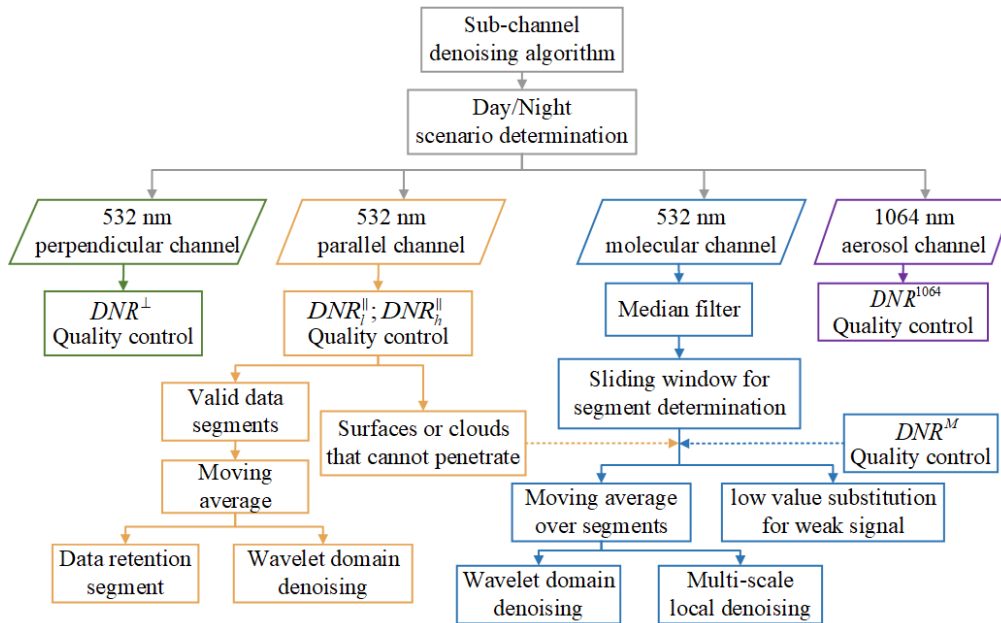 Sub-channel
denoising algorithm
Day/Night
scenario determination
532 nm
perpendicular channel
532 nm
parallel channel
532 nm
molecular channel
1064 nm
aerosol channel
DNR⊥
Quality control
DNR_l^∥; DNR_h^∥
Quality control
Median filter
DNR^1064
Quality control
Valid data
segments
Surfaces or clouds
that cannot penetrate
Sliding window for
segment determination
DNR^M
Quality control
Moving
average
Moving average
over segments
low value substitution
for weak signal
Data retention
segment
Wavelet domain
denoising
Wavelet domain
denoising
Multi-scale
local denoising